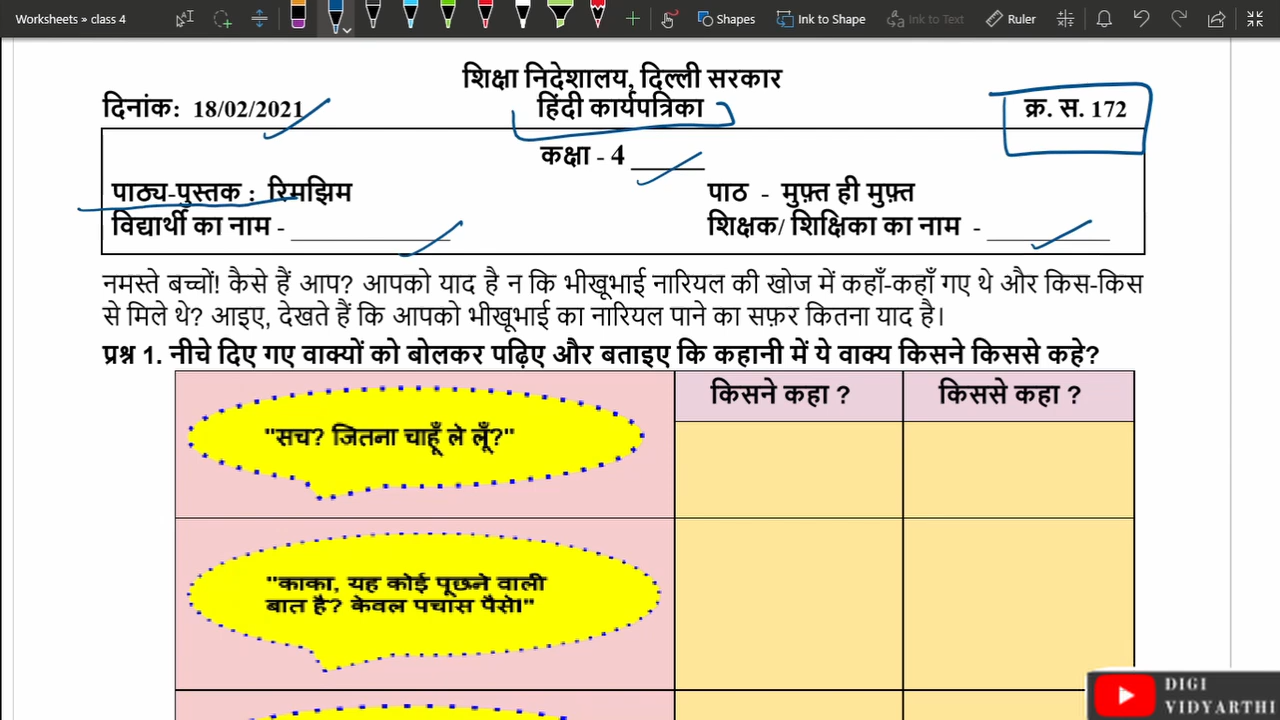 Worksheets » class 4
Shapes
Ink to Shape
Ink to Text
Ruler
शिक्षा निदेशालय, दिल्ली सरकार
दिनांक: 18/02/2021 हिंदी कार्यपत्रिका क्र. स. 172
कक्षा - 4 ______
पाठ्य-पुस्तक : रिमझिम पाठ - मुफ़्त ही मुफ़्त
विद्यार्थी का नाम - _____________ शिक्षक/ शिक्षिका का नाम - __________
नमस्ते बच्चों! कैसे हैं आप? आपको याद है न कि भीखूभाई नारियल की खोज में कहाँ-कहाँ गए थे और किस-किस
से मिले थे? आइए, देखते हैं कि आपको भीखूभाई का नारियल पाने का सफ़र कितना याद है।
प्रश्न 1. नीचे दिए गए वाक्यों को बोलकर पढ़िए और बताइए कि कहानी में ये वाक्य किसने किससे कहे?
किसने कहा ? किससे कहा ?
"सच? जितना चाहूँ ले लूँ?"
"काका, यह कोई पूछने वाली
बात है? केवल पचास पैसे।"
DIGI
VIDYARTHI